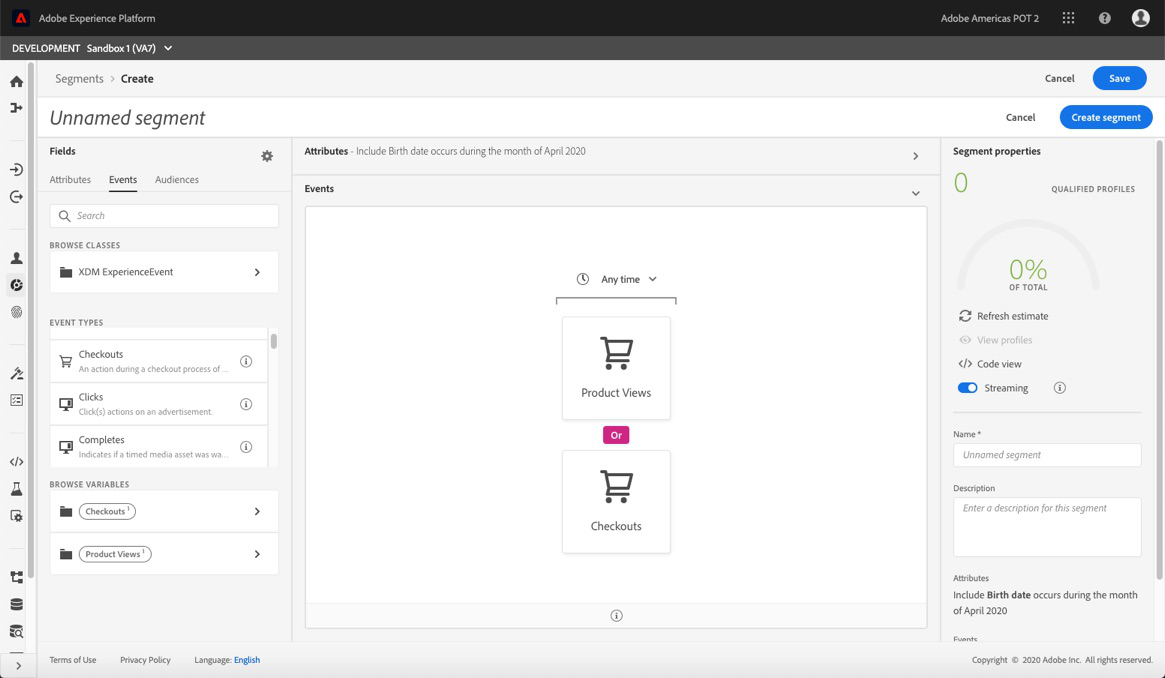 Adobe Experience Platform
Adobe Americas POT 2
DEVELOPMENT Sandbox 1 (VA7)
Segments > Create
Cancel
Save
Unnamed segment
Cancel
Create segment
Fields
Attributes
Events
Audiences
Search
BROWSE CLASSES
XDM ExperienceEvent
EVENT TYPES
Checkouts
An action during a checkout process of ...
Clicks
Click(s) actions on an advertisement.
Completes
Indicates if a timed media asset was wa...
BROWSE VARIABLES
Checkouts 1
Product Views 1
Attributes - Include Birth date occurs during the month of April 2020
Events
Any time
Product Views
Or
Checkouts
Segment properties
0
QUALIFIED PROFILES
0%
OF TOTAL
Refresh estimate
View profiles
</> Code view
Streaming
Name *
Unnamed segment
Description
Enter a description for this segment
Attributes
Include Birth date occurs during the month
of April 2020
Events
Terms of Use
Privacy Policy
Language: English
Copyright © 2020 Adobe Inc. All rights reserved.